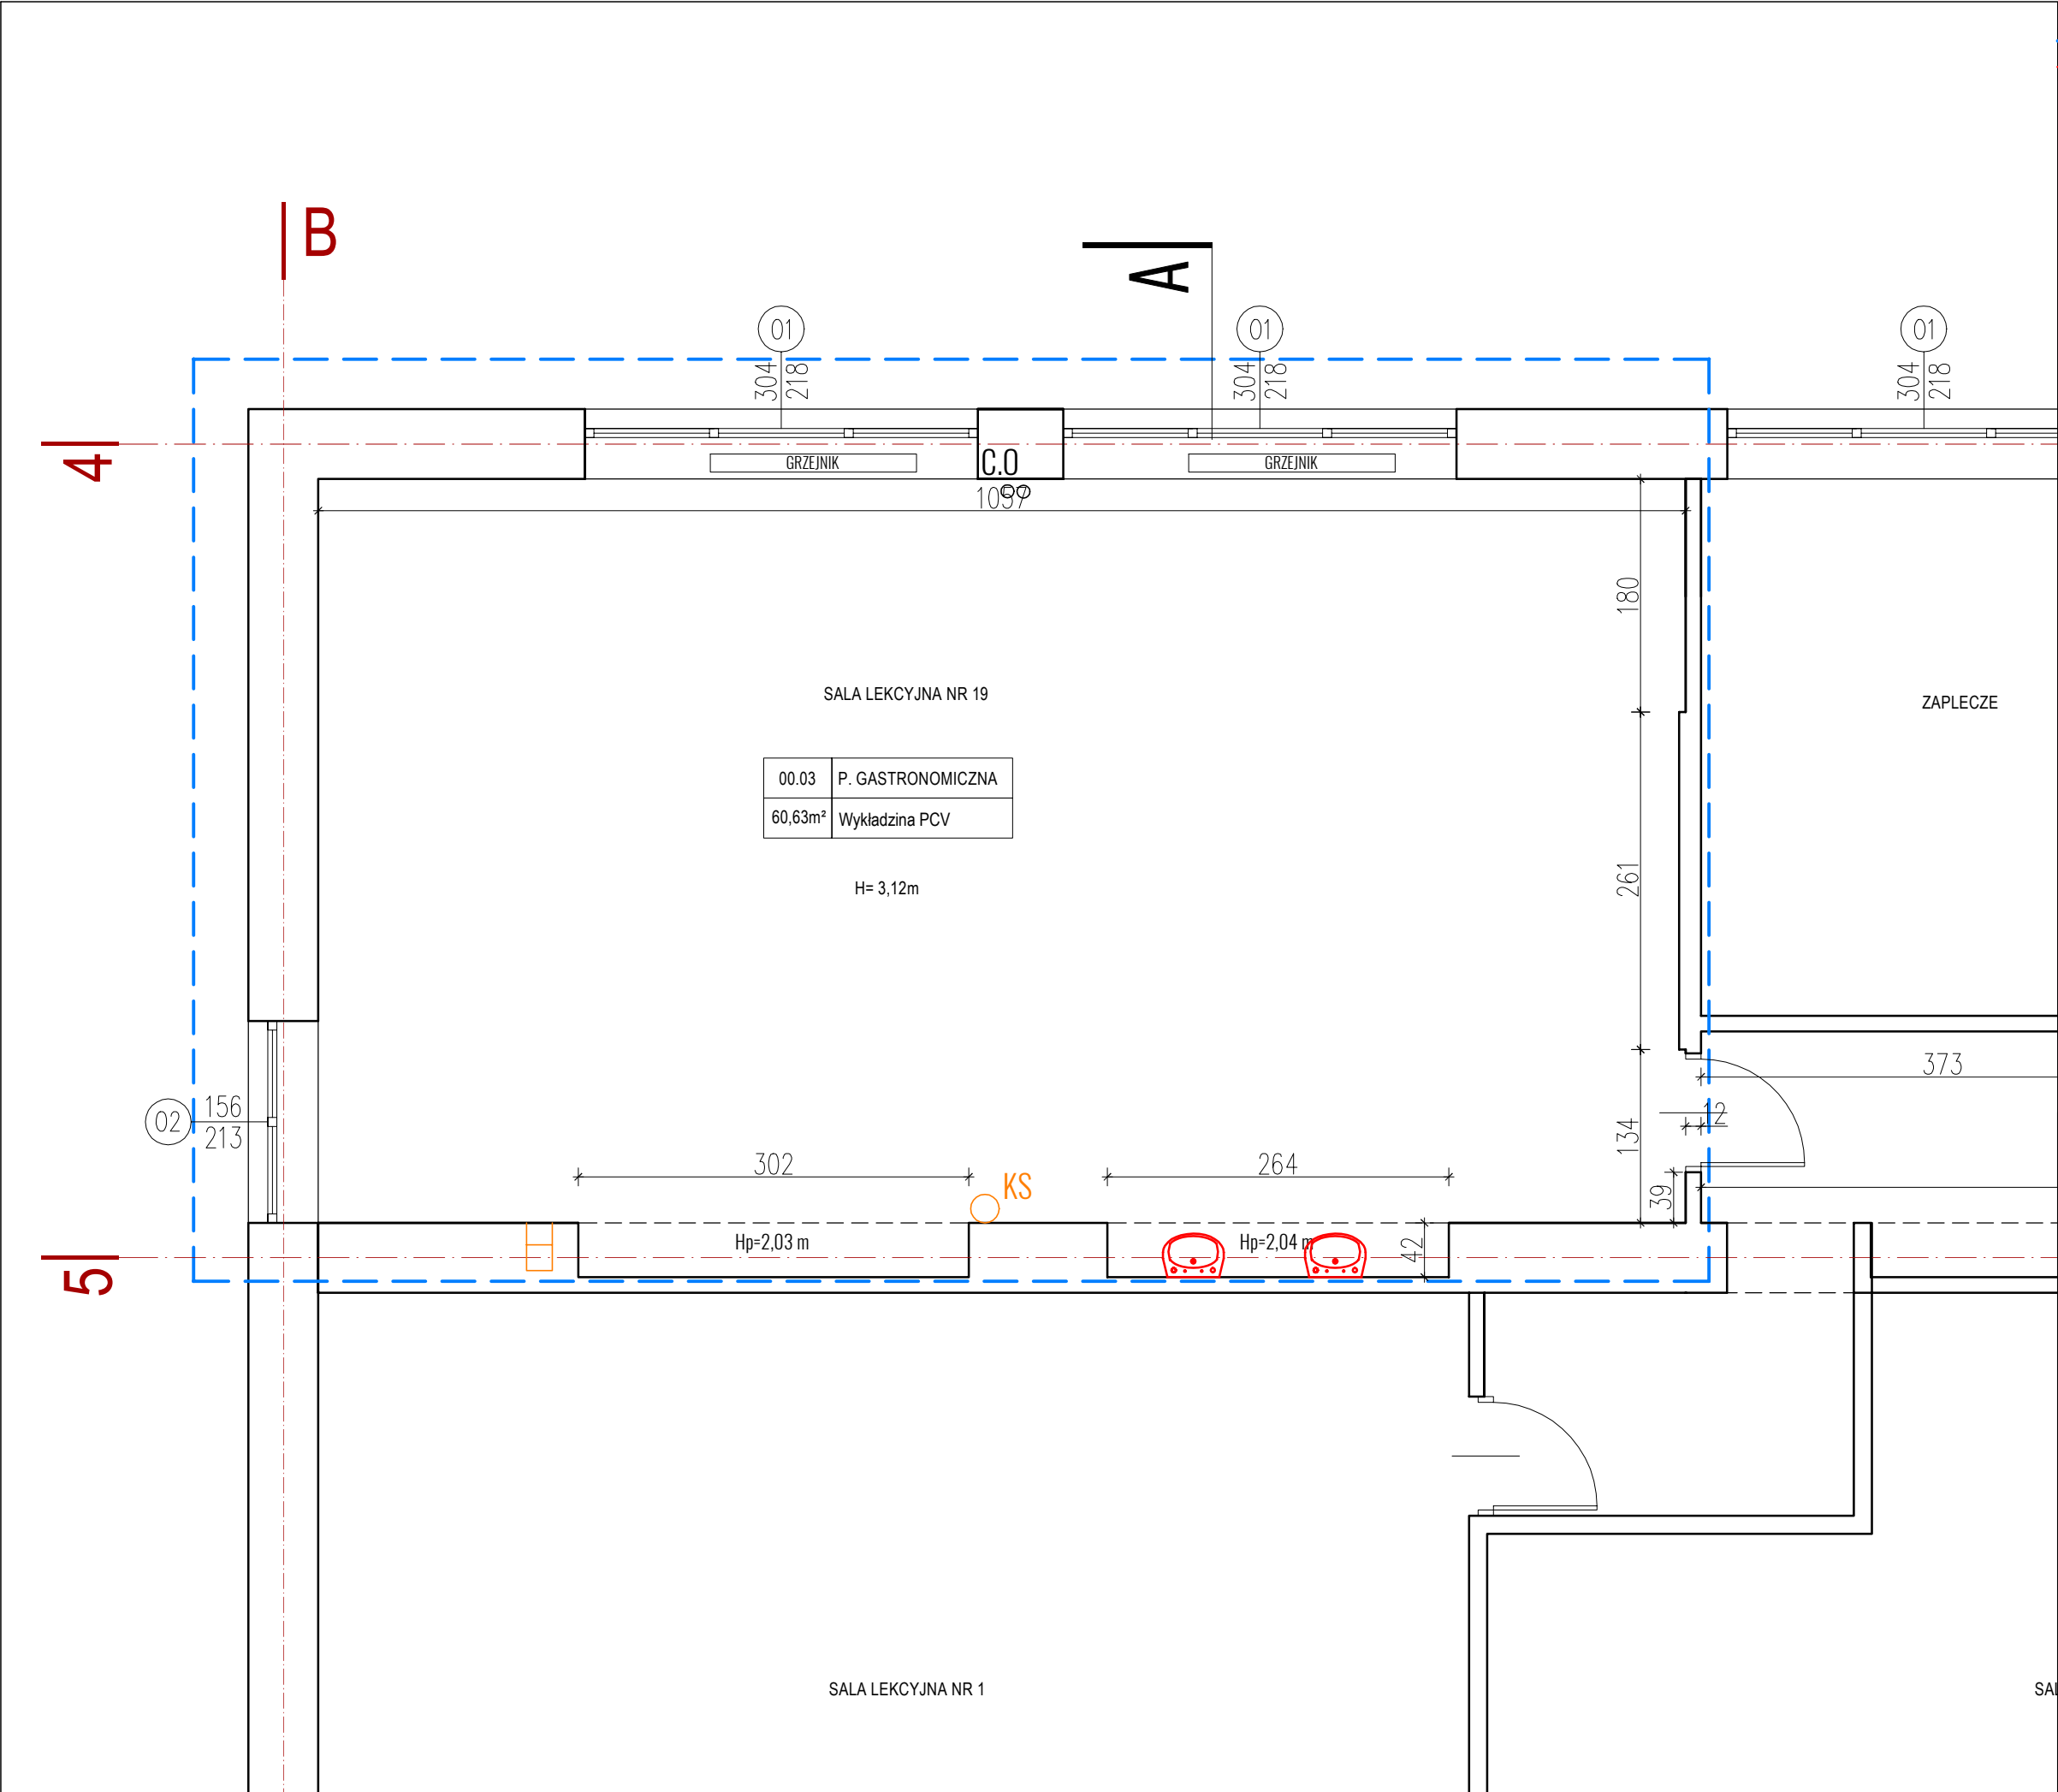 B
A
01
01
01
304
218
304
218
304
218
4
GRZEJNIK
C.O
GRZEJNIK
1057
180
SALA LEKCYJNA NR 19
ZAPLECZE
00.03 P. GASTRONOMICZNA
60,63m² Wykładzina PCV
H= 3,12m
261
373
02
156
213
12
134
302
KS
264
39
Hp=2,03 m
Hp=2,04 m
42
5
SALA LEKCYJNA NR 1